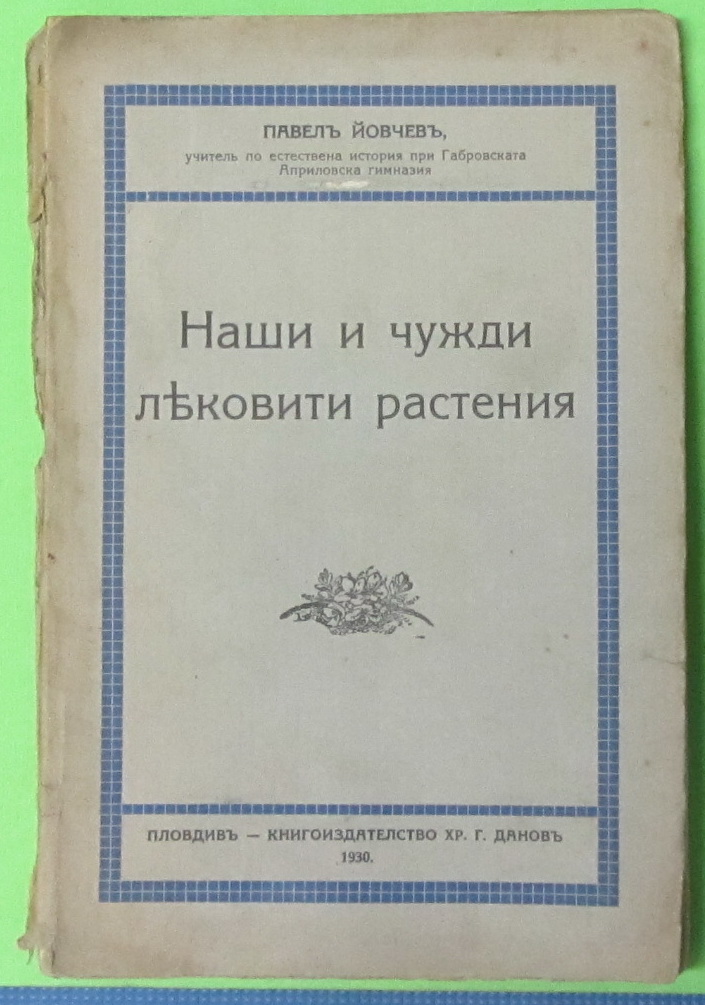 ПАВЕЛЪ ЙОВЧЕВЪ,
учитель по естествена история при Габровската
Априловска гимназия
Наши и чужди
лѣковити растения
ПЛОВДИВЪ — КНИГОИЗДАТЕЛСТВО ХР. Г. ДАНОВЪ
1930.